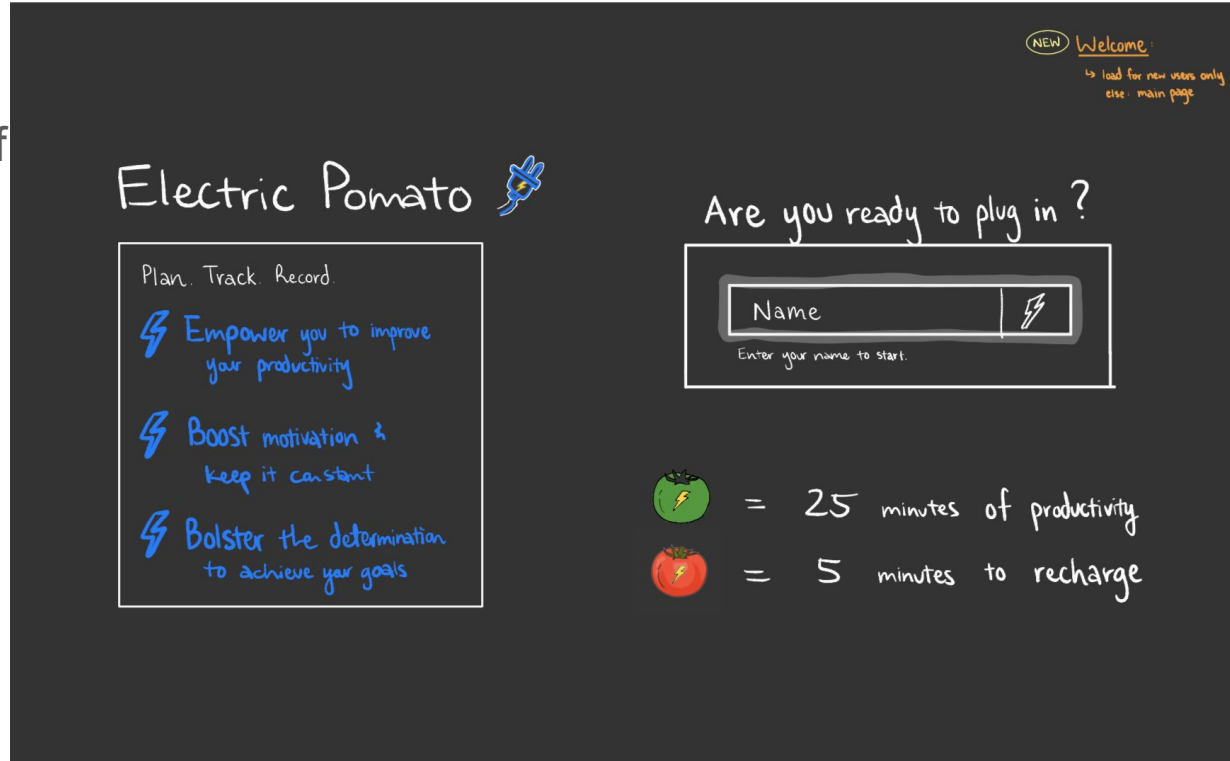 NEW Welcome:
↳ load for new users only
else: main page
f
Electric Pomato
Plan. Track. Record.
Empower you to improve
your productivity
Boost motivation &
keep it constant
Bolster the determination
to achieve your goals
Are you ready to plug in?
Name
Enter your name to start.
= 25 minutes of productivity
= 5 minutes to recharge